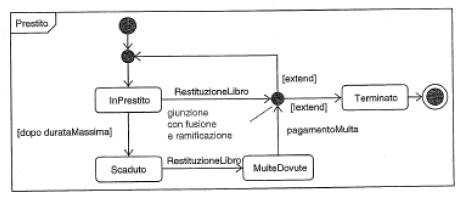 Prestito
[extend]
RestituzioneLibro
InPrestito
Terminato
[!extend]
giunzione
con fusione
e ramificazione
[dopo durataMassima]
pagamentoMulta
RestituzioneLibro
Scaduto
MulteDovute